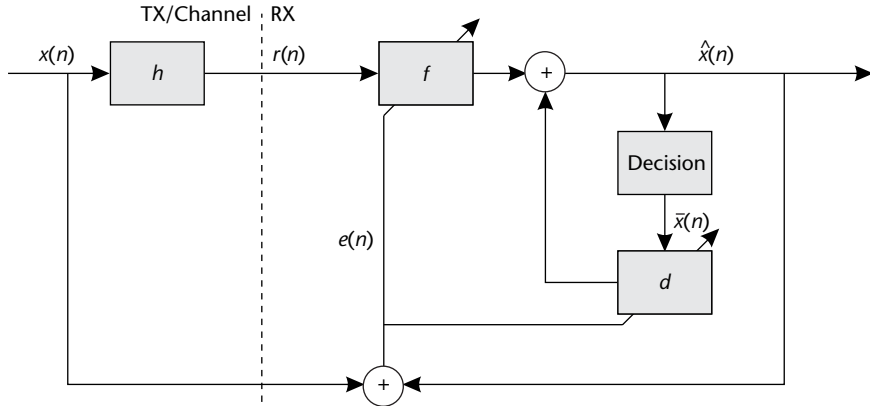 TX/Channel RX
x(n) h r(n) f + x̂(n)
Decision
x̄(n)
e(n)
d
+